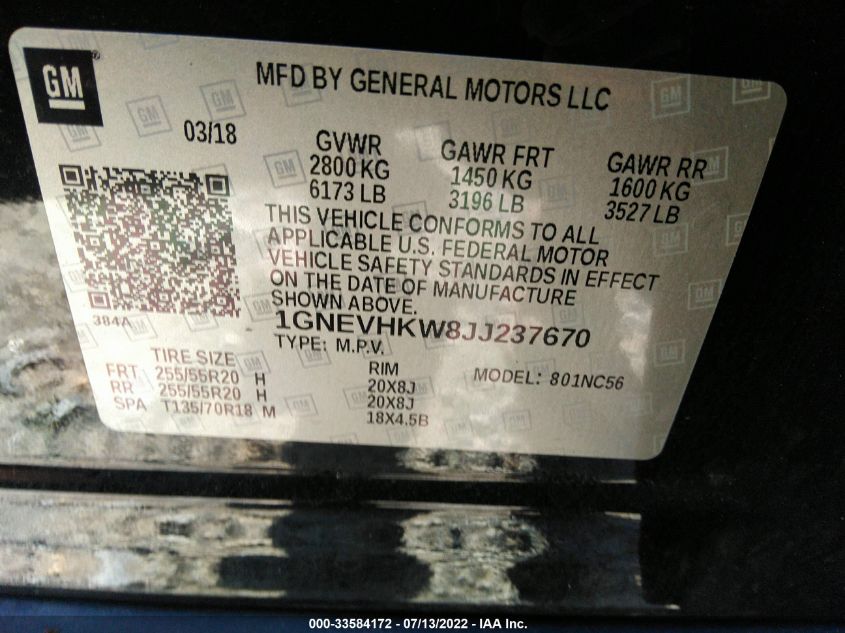 GM
MFD BY GENERAL MOTORS LLC
03/18
GVWR
2800 KG
6173 LB
GAWR FRT
1450 KG
3196 LB
GAWR RR
1600 KG
3527 LB
THIS VEHICLE CONFORMS TO ALL
APPLICABLE U.S. FEDERAL MOTOR
VEHICLE SAFETY STANDARDS IN EFFECT
ON THE DATE OF MANUFACTURE
SHOWN ABOVE.
384A
1GNEVHKW8JJ237670
TYPE: M.P.V.
MODEL: 801NC56
TIRE SIZE
FRT 255/55R20 H
RR 255/55R20 H
SPA T135/70R18 M
RIM
20X8J
20X8J
18X4.5B
000-33584172 - 07/13/2022 - IAA Inc.